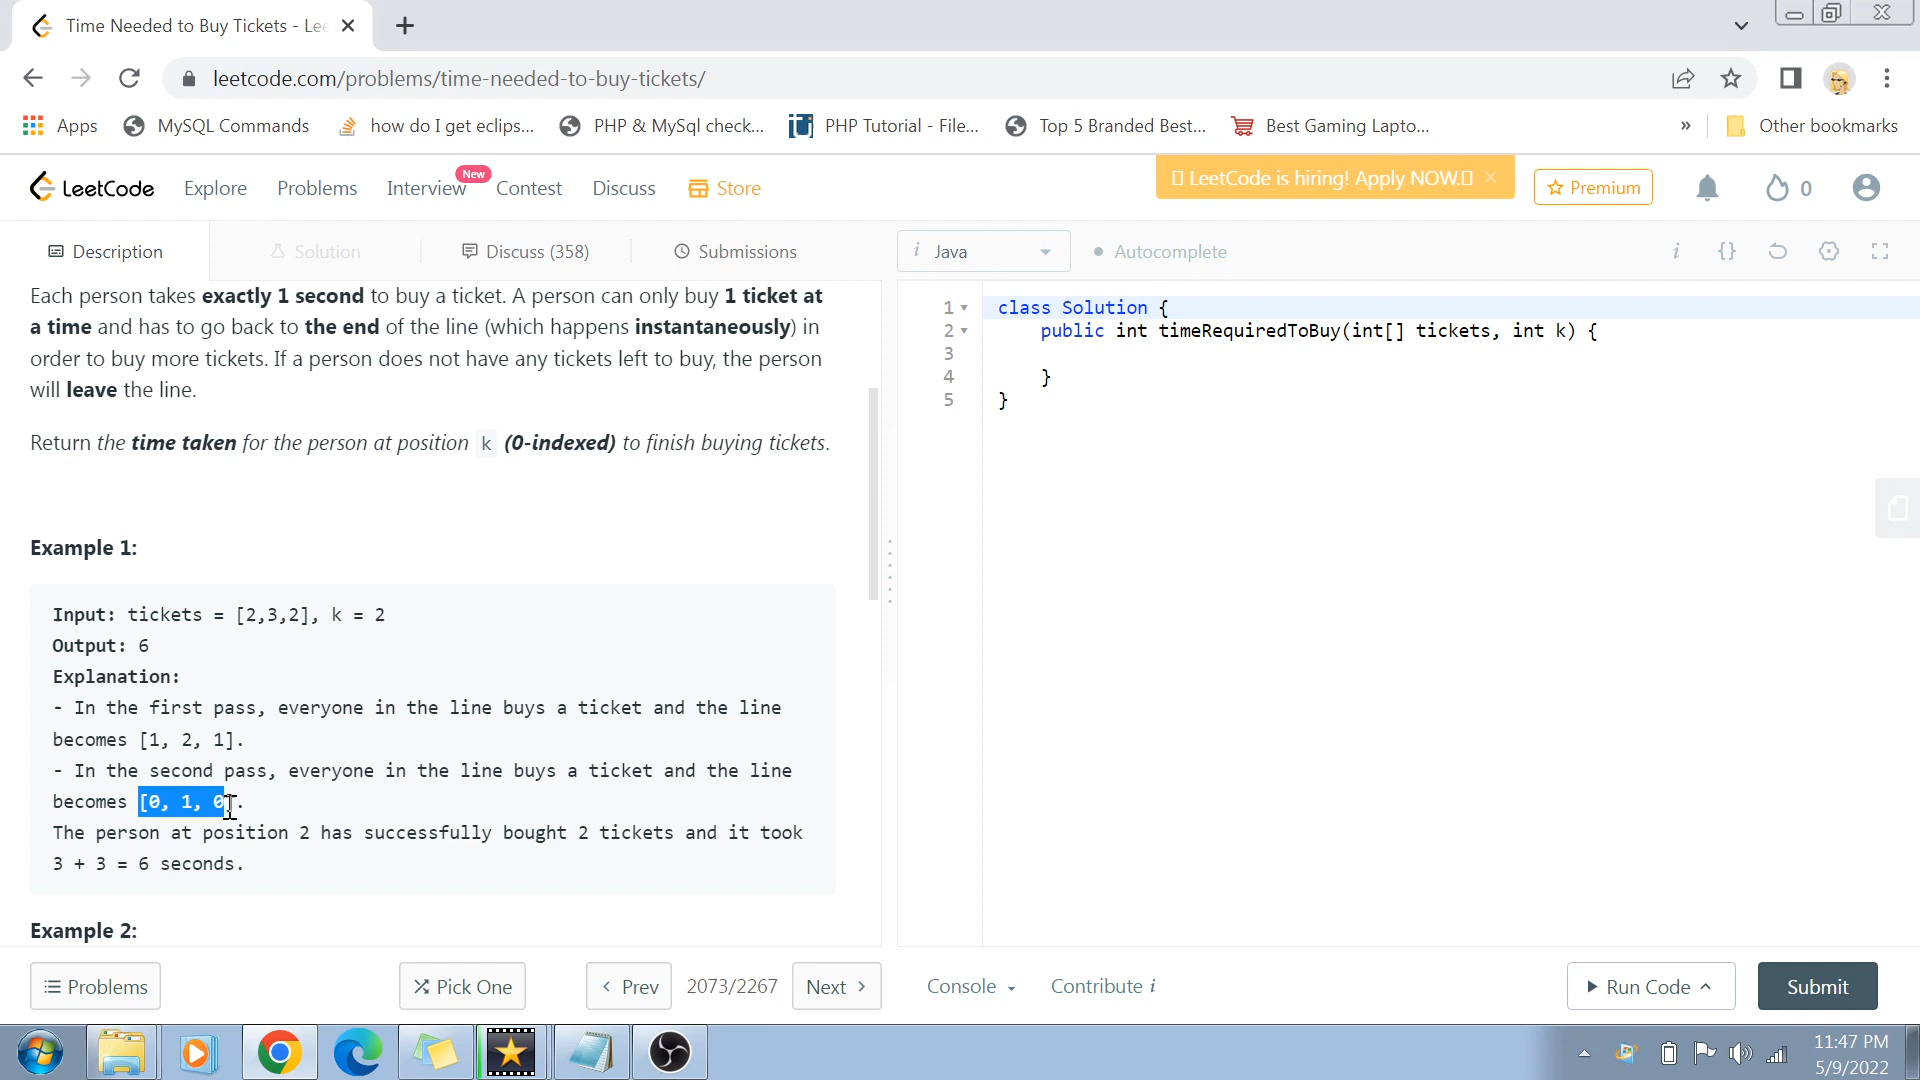 Time Needed to Buy Tickets - Lee
leetcode.com/problems/time-needed-to-buy-tickets/
Apps MySQL Commands how do I get eclips... PHP & MySql check... PHP Tutorial - File... Top 5 Branded Best... Best Gaming Lapto... » Other bookmarks
LeetCode Explore Problems Interview New Contest Discuss Store LeetCode is hiring! Apply NOW. × Premium 0
Description Solution Discuss (358) Submissions i Java Autocomplete i {}
Each person takes exactly 1 second to buy a ticket. A person can only buy 1 ticket at
a time and has to go back to the end of the line (which happens instantaneously) in
order to buy more tickets. If a person does not have any tickets left to buy, the person
will leave the line.
Return the time taken for the person at position k (0-indexed) to finish buying tickets.
Example 1:
Input: tickets = [2,3,2], k = 2
Output: 6
Explanation:
- In the first pass, everyone in the line buys a ticket and the line
becomes [1, 2, 1].
- In the second pass, everyone in the line buys a ticket and the line
becomes [0, 1, 0].
The person at position 2 has successfully bought 2 tickets and it took
3 + 3 = 6 seconds.
Example 2:
1 class Solution {
2 public int timeRequiredToBuy(int[] tickets, int k) {
3
4 }
5 }
Problems Pick One Prev 2073/2267 Next Console Contribute i Run Code Submit
11:47 PM
5/9/2022